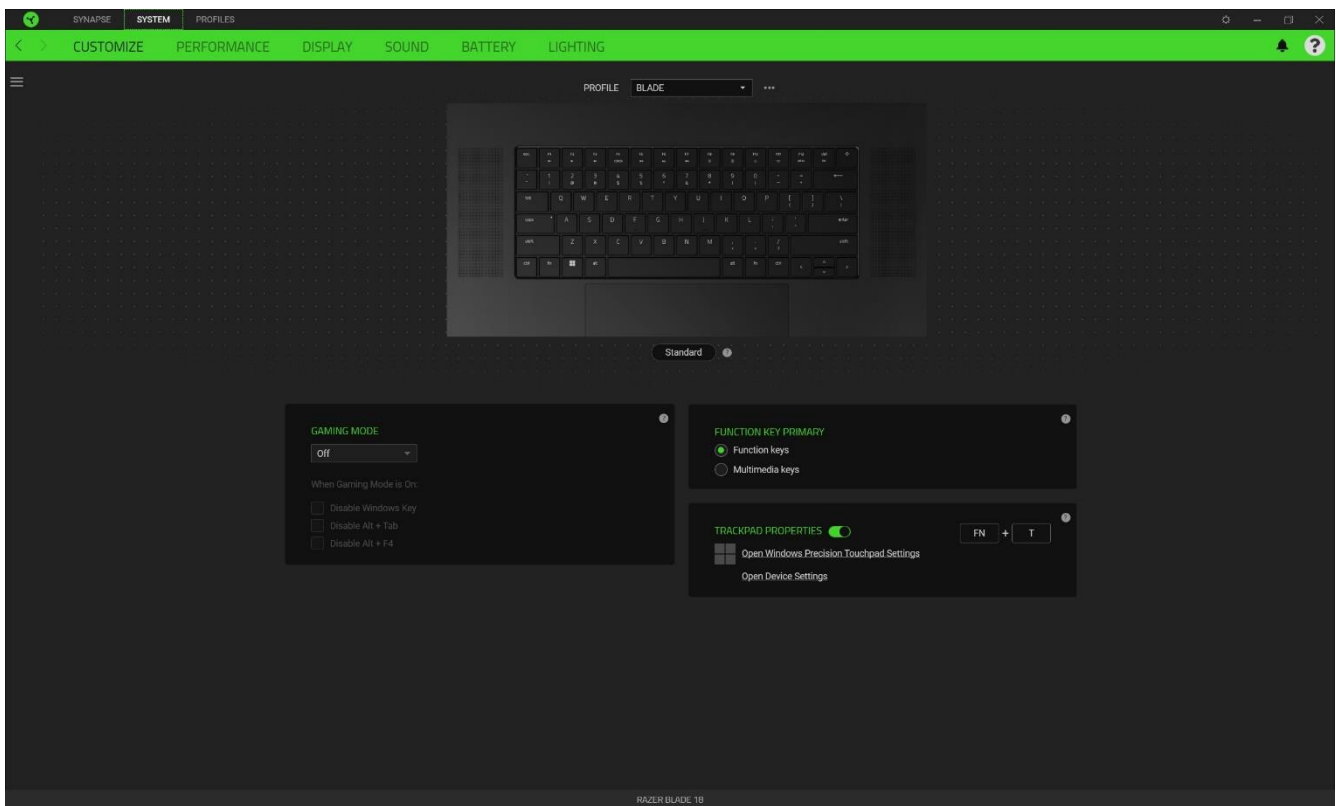 SYNAPSE SYSTEM PROFILES
CUSTOMIZE PERFORMANCE DISPLAY SOUND BATTERY LIGHTING
PROFILE BLADE
Q W E R T Y U I O P
A S D F G H J K L
Z X C V B N M
Standard
GAMING MODE
Off
When Gaming Mode is On:
Disable Windows Key
Disable Alt + Tab
Disable Alt + F4
FUNCTION KEY PRIMARY
Function keys
Multimedia keys
TRACKPAD PROPERTIES
FN + T
Open Windows Precision Touchpad Settings
Open Device Settings
RAZER BLADE 18